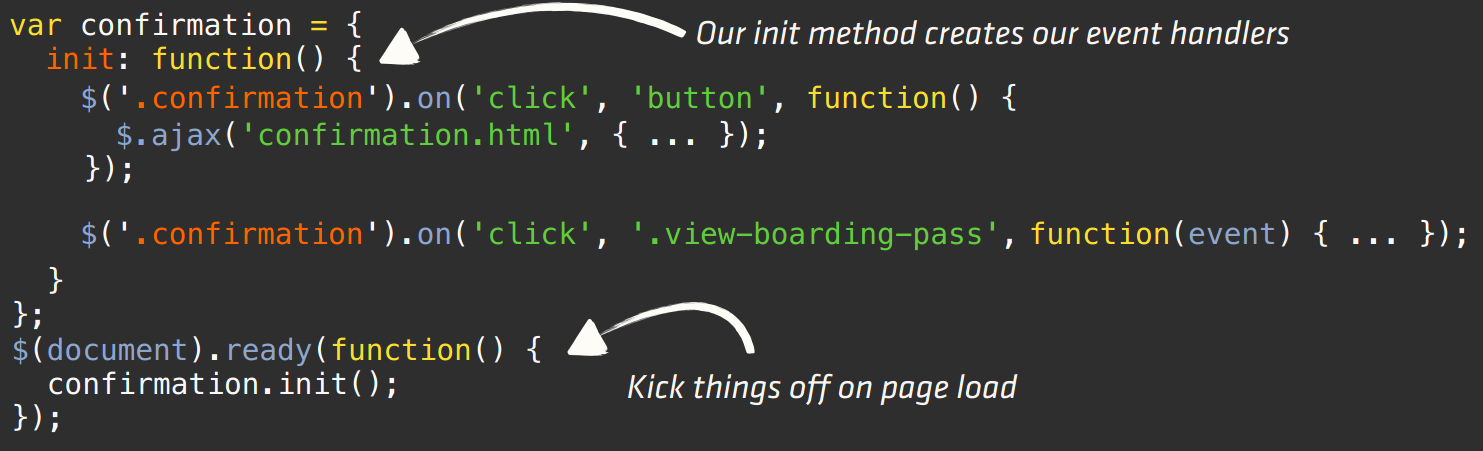 var confirmation = {
Our init method creates our event handlers
init: function() {
$('.confirmation').on('click', 'button', function() {
$.ajax('confirmation.html', { ... });
});
$('.confirmation').on('click', '.view-boarding-pass', function(event) { ... });
}
};
$(document).ready(function() {
confirmation.init();
Kick things off on page load
});